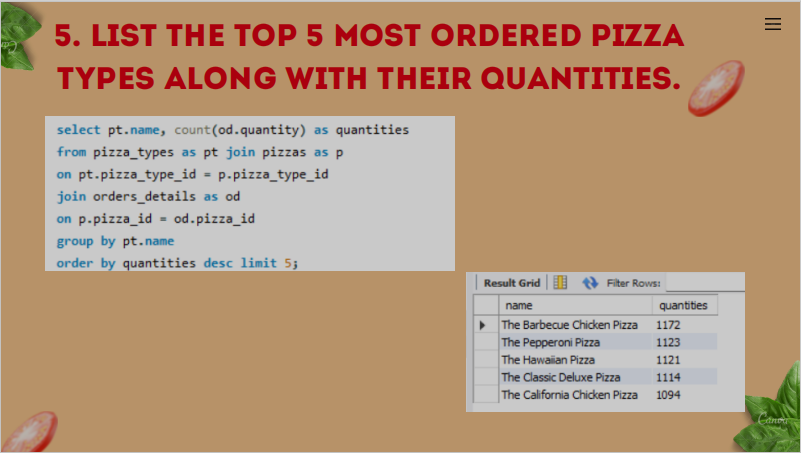 5. LIST THE TOP 5 MOST ORDERED PIZZA
TYPES ALONG WITH THEIR QUANTITIES.
select pt.name, count(od.quantity) as quantities
from pizza_types as pt join pizzas as p
on pt.pizza_type_id = p.pizza_type_id
join orders_details as od
on p.pizza_id = od.pizza_id
group by pt.name
order by quantities desc limit 5;
Result Grid Filter Rows:
name quantities
The Barbecue Chicken Pizza 1172
The Pepperoni Pizza 1123
The Hawaiian Pizza 1121
The Classic Deluxe Pizza 1114
The California Chicken Pizza 1094
Canva